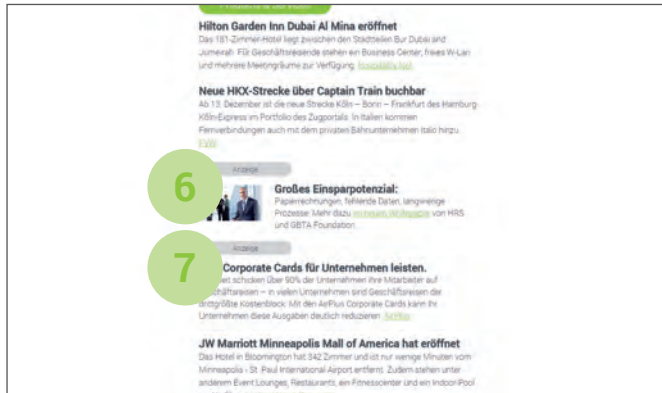 Hilton Garden Inn Dubai Al Mina eröffnet
Das 181-Zimmer-Hotel liegt zwischen den Stadtteilen Bur Dubai und
Jumeirah. Für Geschäftsreisende stehen ein Business Center, freies W-Lan
und mehrere Meetingräume zur Verfügung.
Neue HKX-Strecke über Captain Train buchbar
Ab 13. Dezember ist die neue Strecke Köln – Bonn – Frankfurt des Hamburg-
Köln-Express im Portfolio des Zugportals. In Italien kommen
Fernverbindungen auch mit dem privaten Bahnunternehmen Italo hinzu.
FVW
Anzeige
6
Großes Einsparpotenzial:
Papierrechnungen, fehlende Daten, langwierige
Prozesse: Mehr dazu im neuen Whitepaper von HRS
und GBTA Foundation.
Anzeige
7
Corporate Cards für Unternehmen leisten.
schicken über 90% der Unternehmen ihre Mitarbeiter auf
– in vielen Unternehmen sind Geschäftsreisen der
drittgrößte Kostenblock. Mit den AirPlus Corporate Cards kann Ihr
Unternehmen diese Ausgaben deutlich reduzieren. AirPlus
JW Marriott Minneapolis Mall of America hat eröffnet
Das Hotel in Bloomington hat 342 Zimmer und ist nur wenige Minuten vom
Minneapolis - St. Paul International Airport entfernt. Zudem stehen unter
anderem Event Lounges, Restaurants, ein Fitnesscenter und ein Indoor-Pool